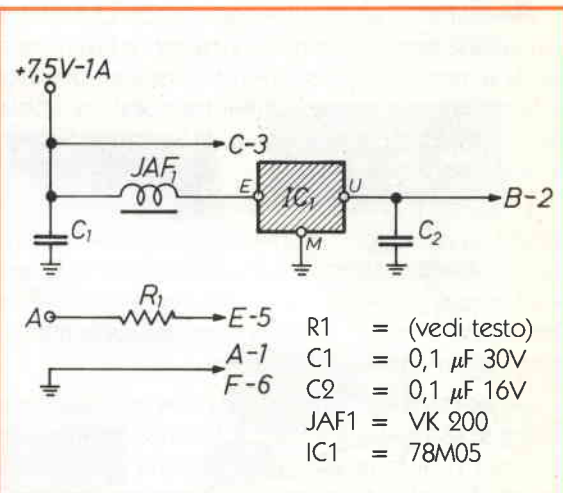 +7,5V-1A
C-3
JAF1
E IC1 U
B-2
C1
M
C2
A
R1
E-5
A-1
F-6
R1 = (vedi testo)
C1 = 0,1 µF 30V
C2 = 0,1 µF 16V
JAF1 = VK 200
IC1 = 78M05